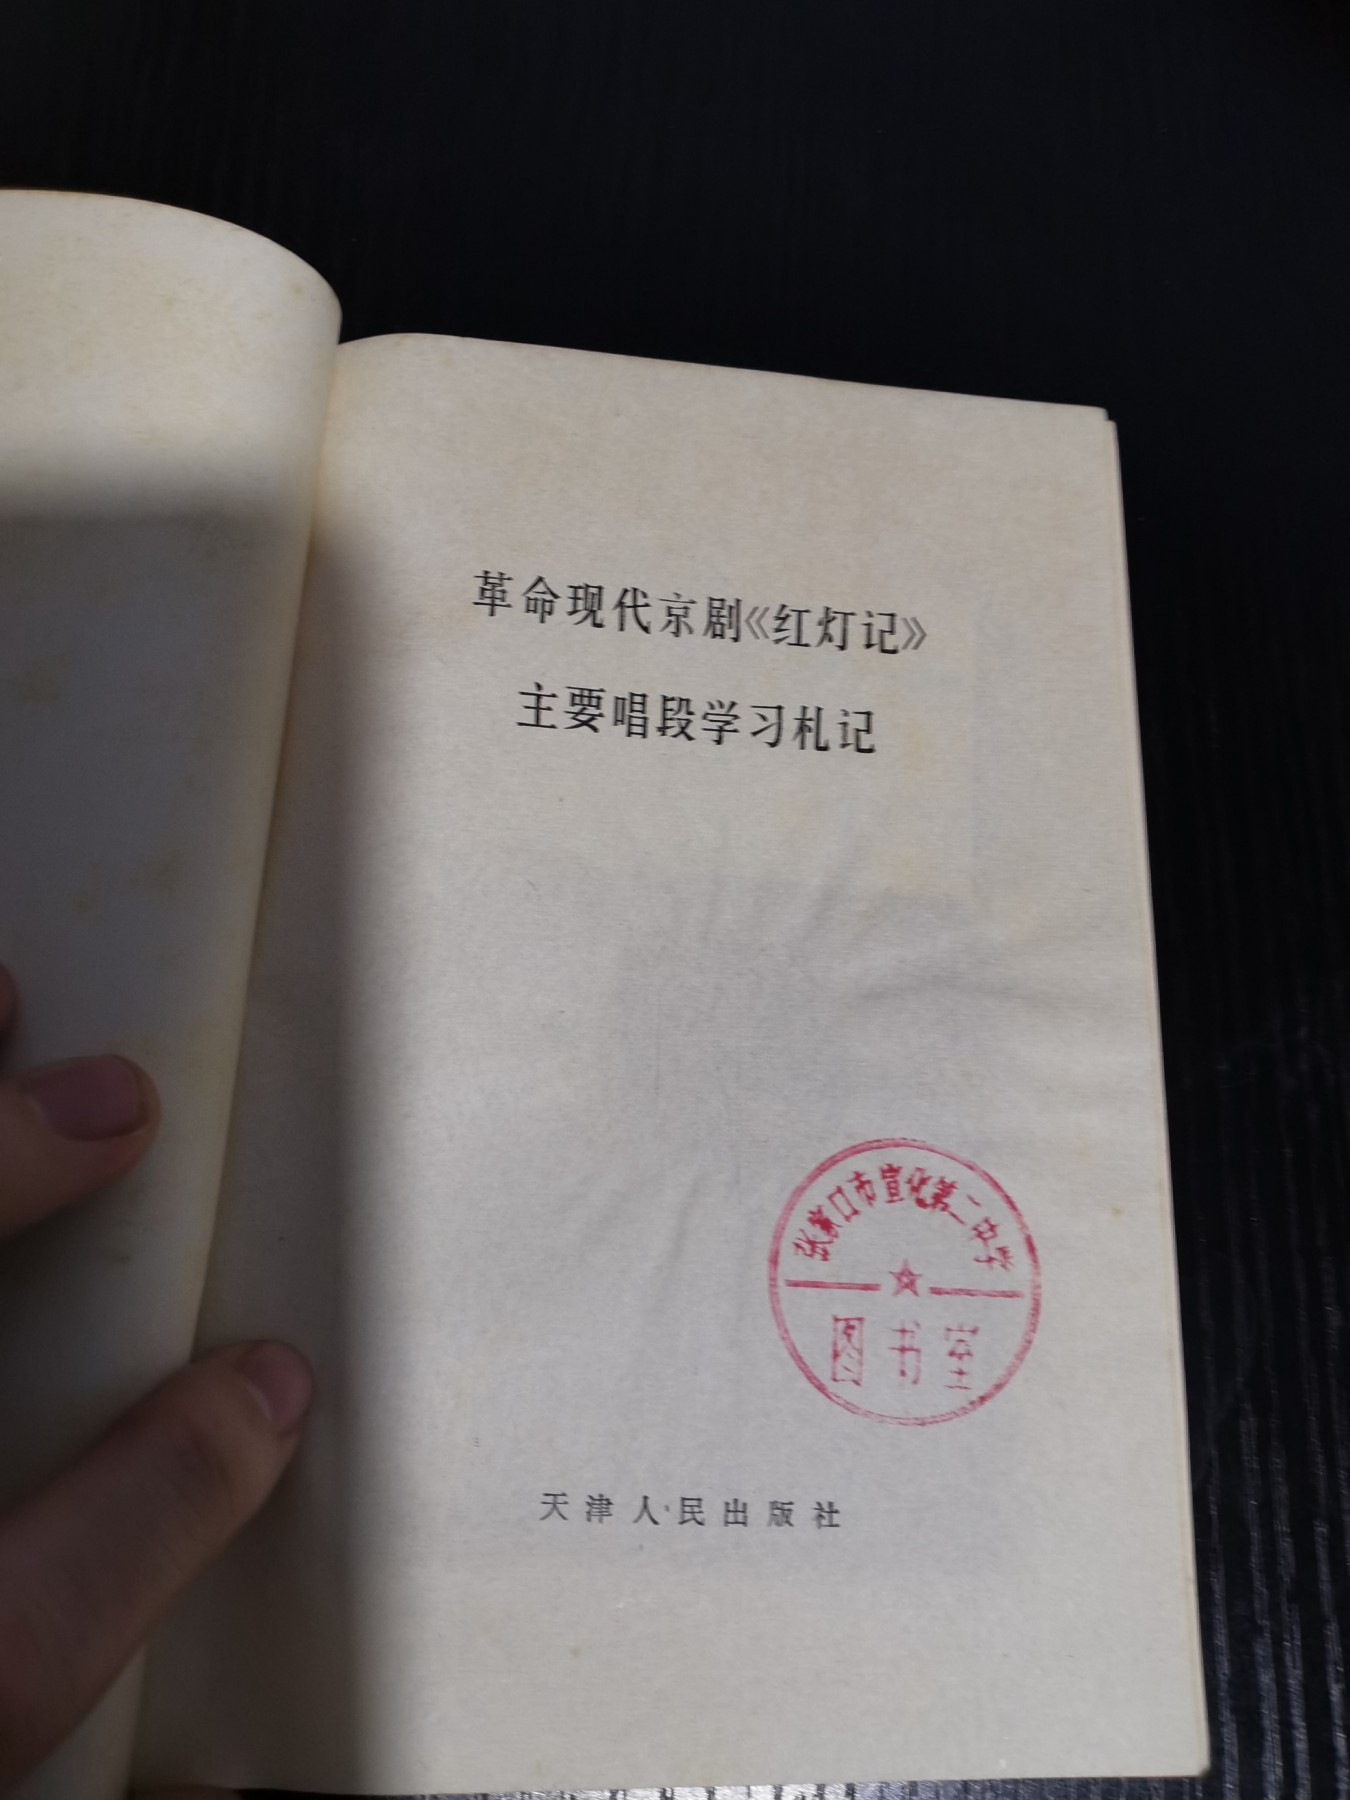 革命现代京剧《红灯记》
主要唱段学习札记
张家口市宣化第二中学
图书室
天津人民出版社